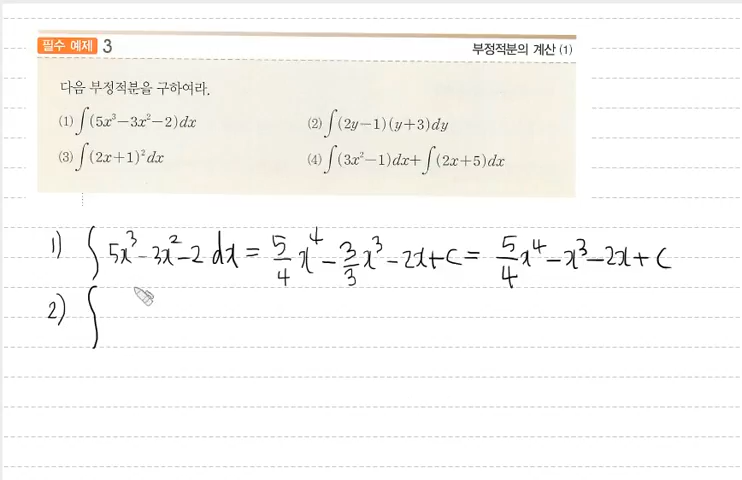 필수 예제 3 부정적분의 계산 (1)
다음 부정적분을 구하여라.
(1) ∫(5x³−3x²−2)dx (2) ∫(2y−1)(y+3)dy
(3) ∫(2x+1)²dx (4) ∫(3x²−1)dx+∫(2x+5)dx
1) ∫ 5x³−3x²−2 dx = 5/4 x⁴ − 3/3 x³ − 2x + C = 5/4 x⁴ − x³ − 2x + C
2) ∫